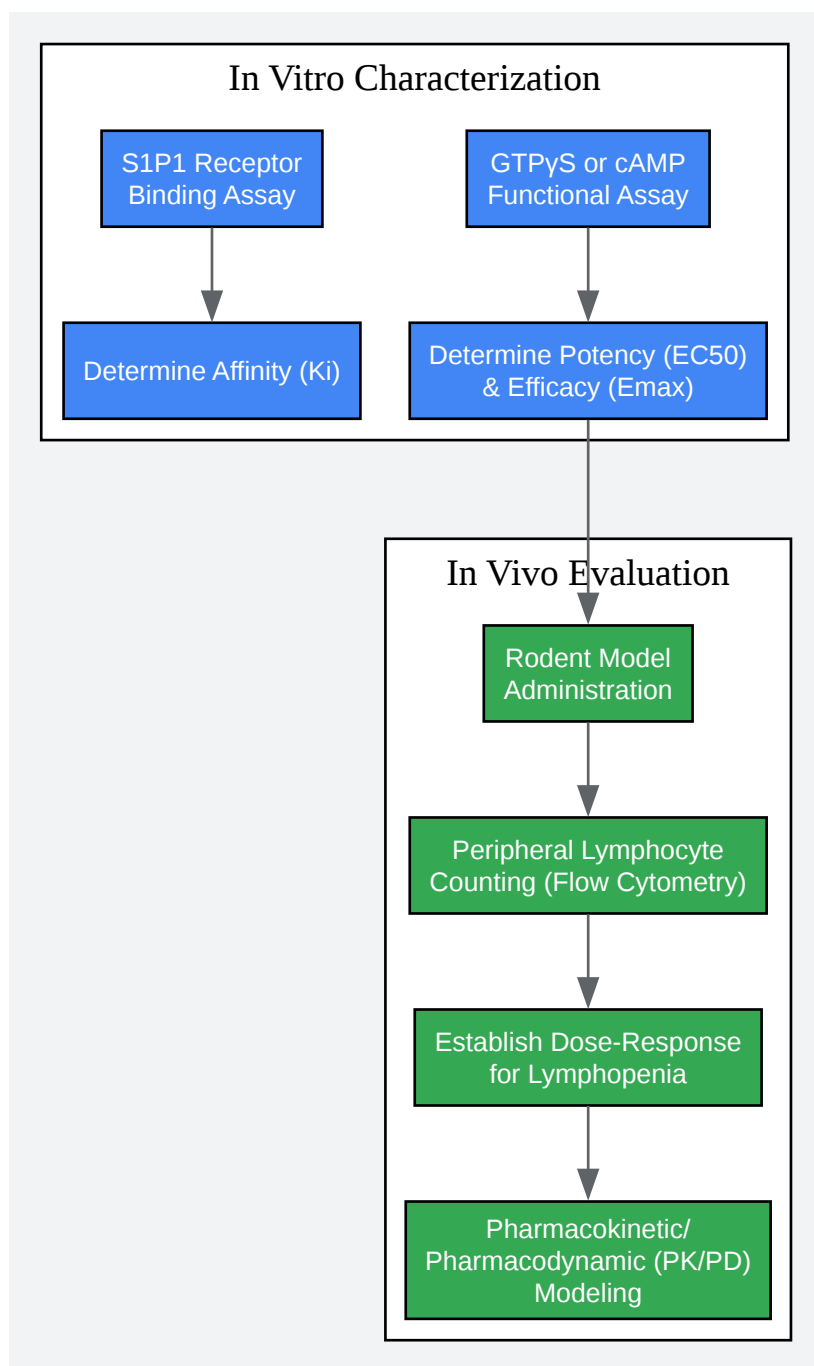 In Vitro Characterization
S1P1 Receptor
Binding Assay
GTPγS or cAMP
Functional Assay
Determine Affinity (Ki)
Determine Potency (EC50)
& Efficacy (Emax)
In Vivo Evaluation
Rodent Model
Administration
Peripheral Lymphocyte
Counting (Flow Cytometry)
Establish Dose-Response
for Lymphopenia
Pharmacokinetic/
Pharmacodynamic (PK/PD)
Modeling